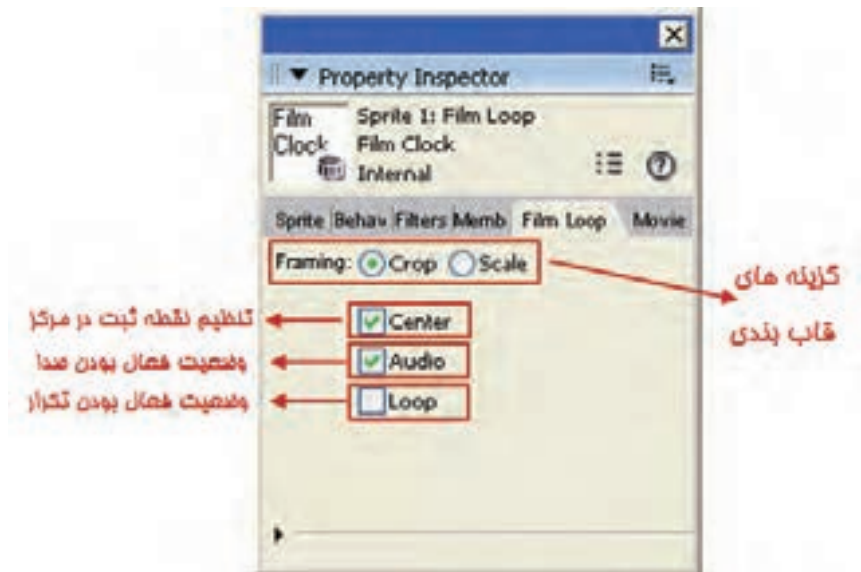 Property Inspector
Film Clock
Sprite 1: Film Loop
Film Clock
Internal
Sprite Behav Filters Memb Film Loop Movie
Framing: Crop Scale
گزینه های
قاب بندی
Center
تنظیم نقطه ثبت در مرکز
Audio
وضعیت فعال بودن صدا
Loop
وضعیت فعال بودن تکرار